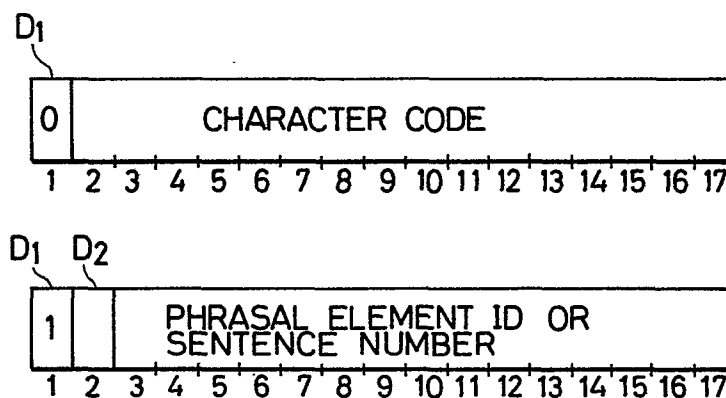 D1
0 CHARACTER CODE
1 2 3 4 5 6 7 8 9 10 11 12 13 14 15 16 17
D1 D2
1 PHRASAL ELEMENT ID OR
SENTENCE NUMBER
1 2 3 4 5 6 7 8 9 10 11 12 13 14 15 16 17